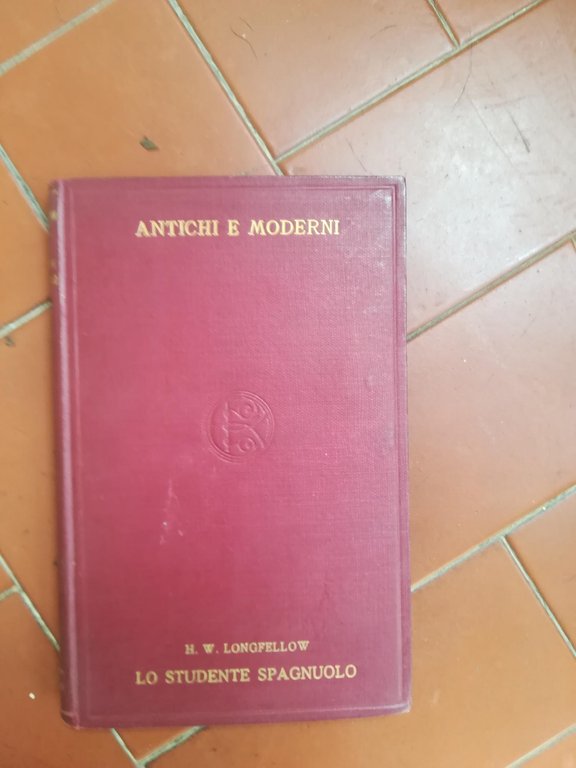 ANTICHI E MODERNI
H. W. LONGFELLOW
LO STUDENTE SPAGNUOLO